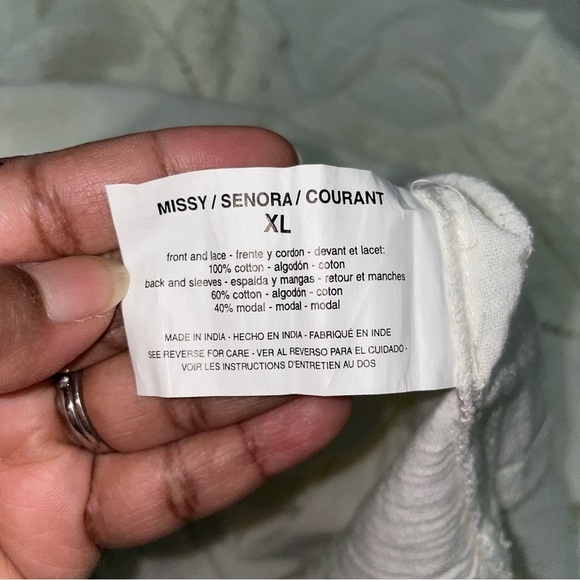 MISSY / SENORA / COURANT
XL
front and lace - frente y cordon - devant et lacet:
100% cotton - algodón - coton
back and sleeves - espaida y mangas - retour et manches
60% cotton - algodón - coton
40% modal - modal - modal
MADE IN INDIA - HECHO EN INDIA - FABRIQUÉ EN INDE
SEE REVERSE FOR CARE - VER AL REVERSO PARA EL CUIDADO -
VOIR LES INSTRUCTIONS D'ENTRETIEN AU DOS